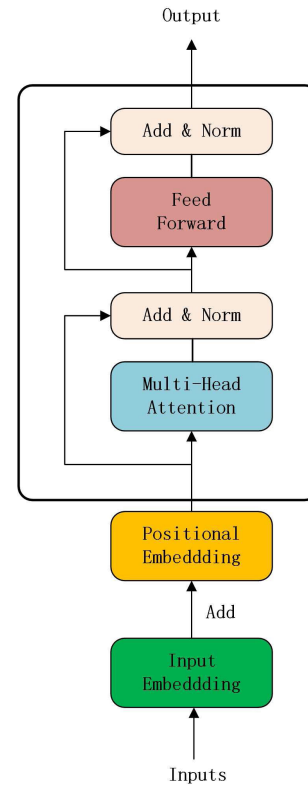 Output
Add & Norm
Feed
Forward
Add & Norm
Multi-Head
Attention
Positional
Embeddding
Add
Input
Embeddding
Inputs